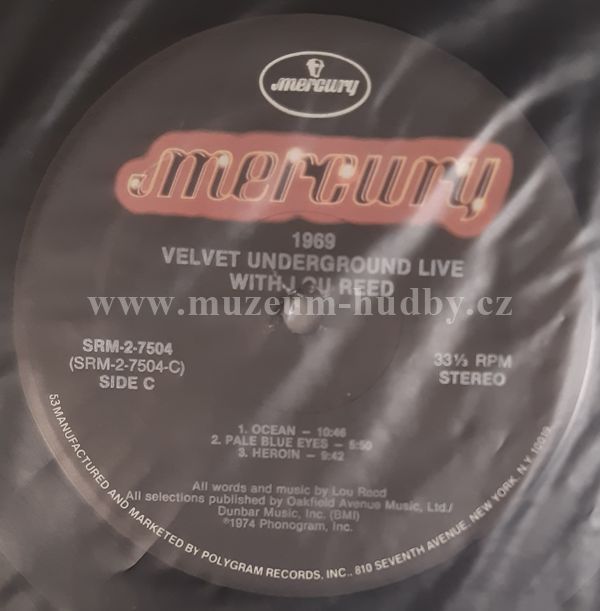 mercury
mercury
1969
VELVET UNDERGROUND LIVE
WITH LOU REED
www.muzeum-hudby.cz
SRM-2-7504
(SRM-2-7504-C)
SIDE C
33⅓ RPM
STEREO
1. OCEAN – 10:46
2. PALE BLUE EYES – 5:50
3. HEROIN – 9:42
All words and music by Lou Reed
All selections published by Oakfield Avenue Music, Ltd./
Dunbar Music, Inc. (BMI)
℗1974 Phonogram, Inc.
53 MANUFACTURED AND MARKETED BY POLYGRAM RECORDS, INC., 810 SEVENTH AVENUE, NEW YORK, N.Y. 10019